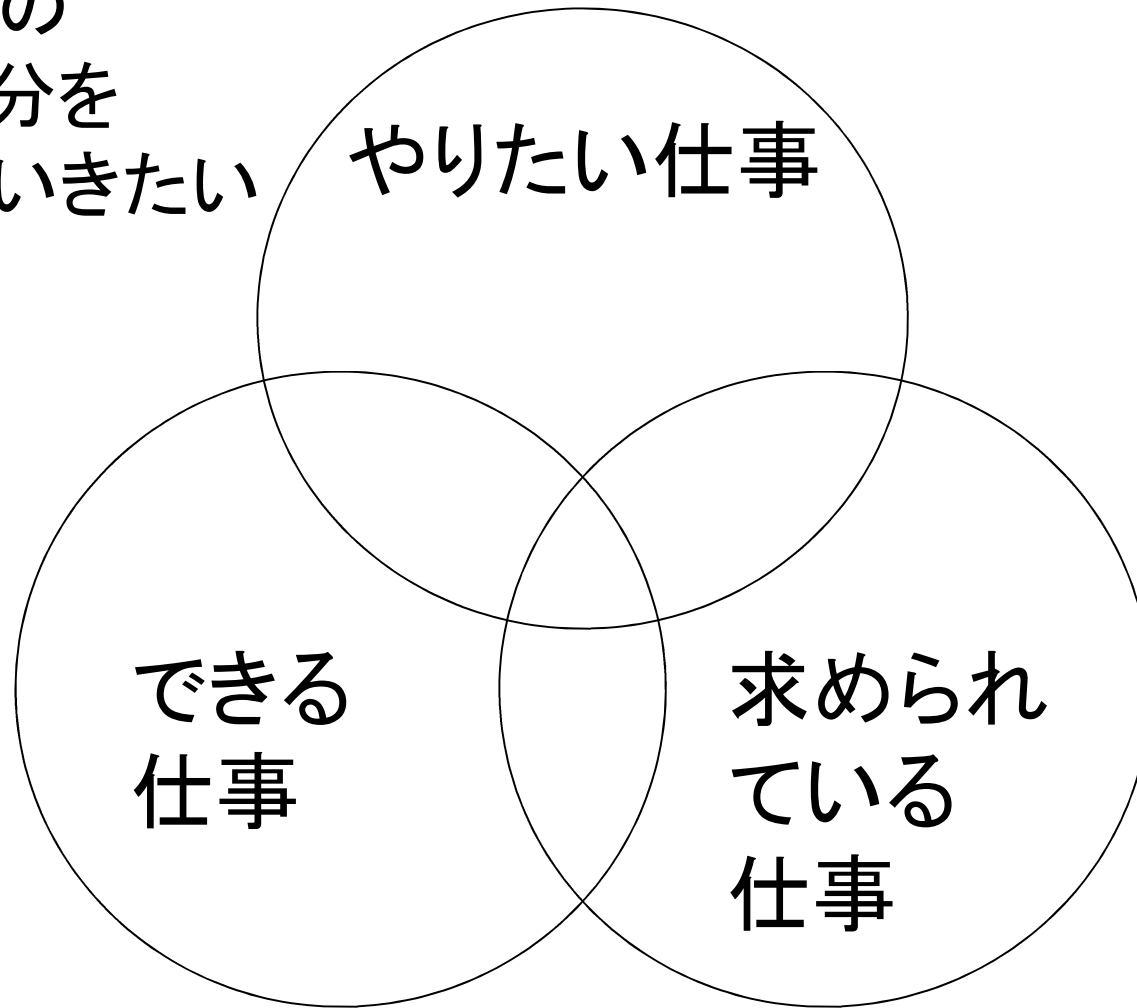 の
分を
いきたい
やりたい仕事
できる
仕事
求められ
ている
仕事